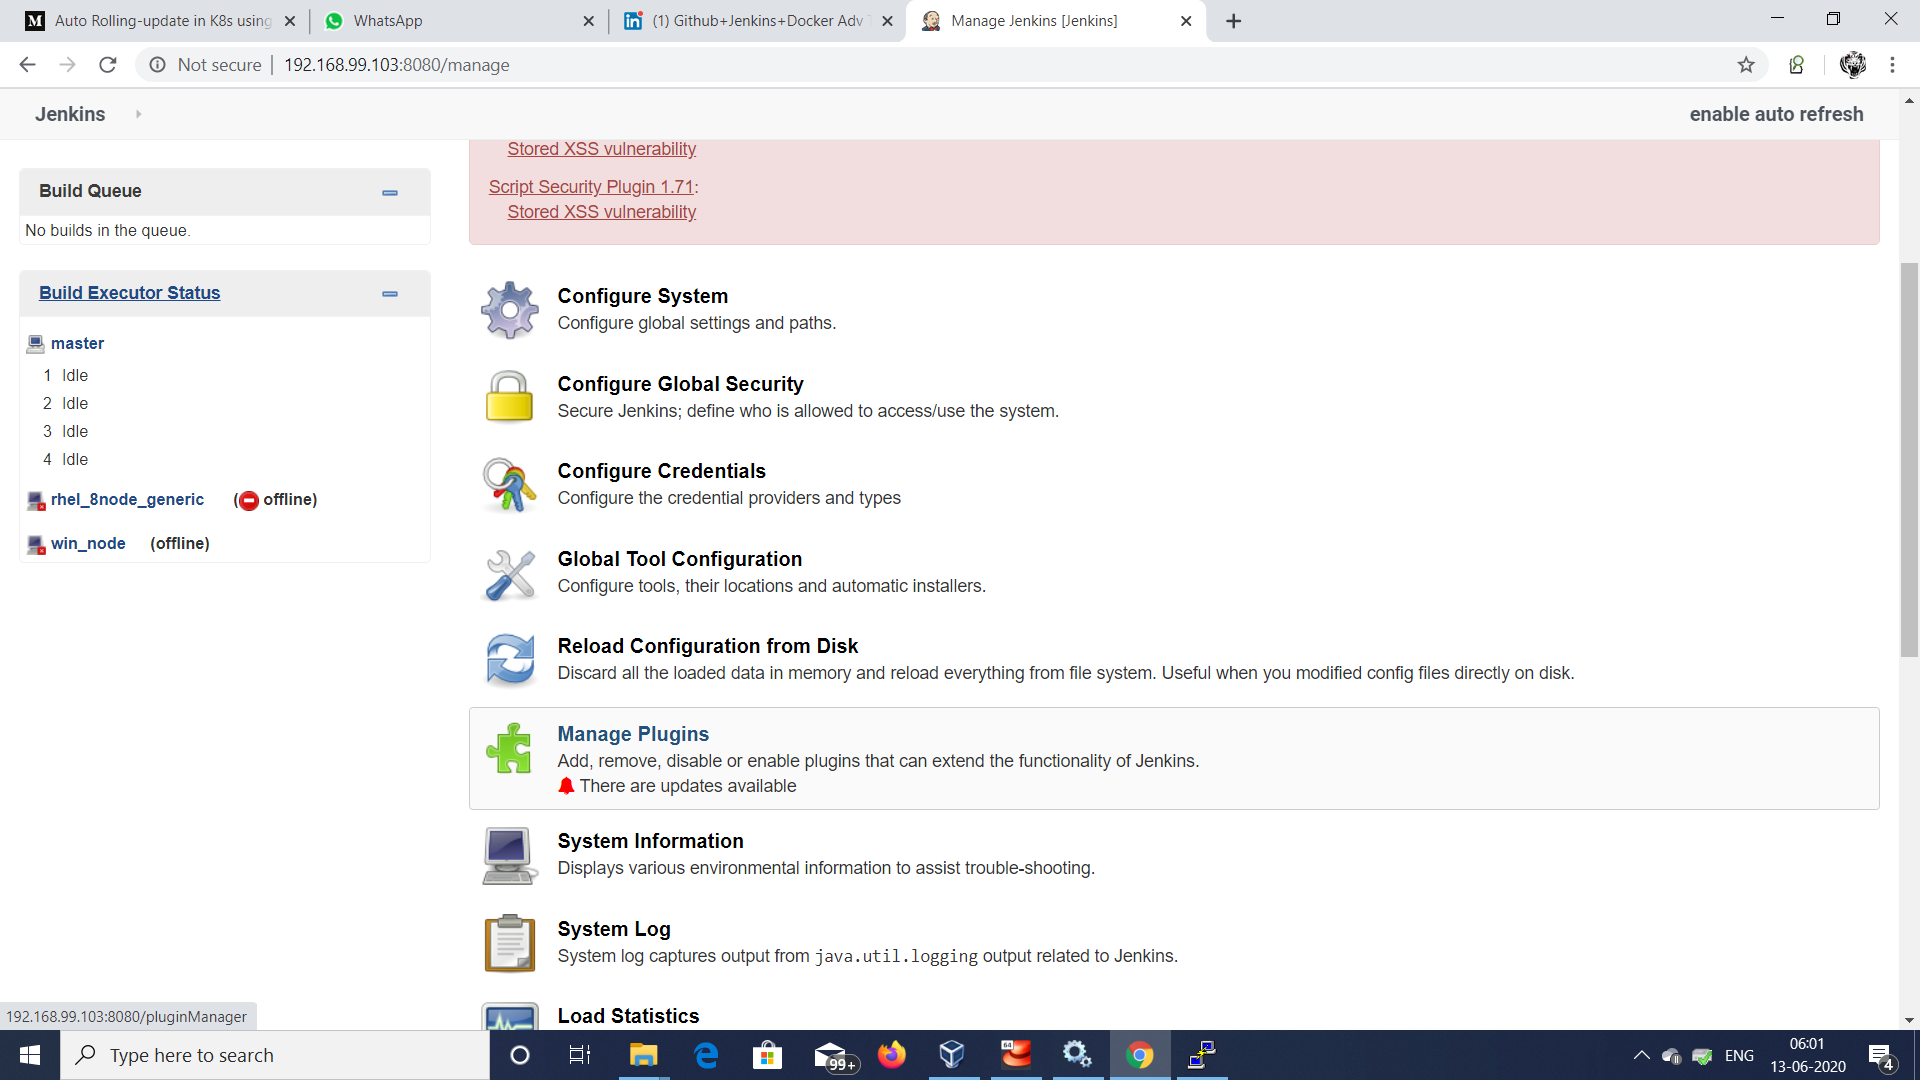 Auto Rolling-update in K8s using
WhatsApp
(1) Github+Jenkins+Docker Adv
Manage Jenkins [Jenkins]
Not secure
192.168.99.103:8080/manage
Jenkins
enable auto refresh
Build Queue
No builds in the queue.
Build Executor Status
master
1 Idle
2 Idle
3 Idle
4 Idle
rhel_8node_generic (offline)
win_node (offline)
Stored XSS vulnerability
Script Security Plugin 1.71:
Stored XSS vulnerability
Configure System
Configure global settings and paths.
Configure Global Security
Secure Jenkins; define who is allowed to access/use the system.
Configure Credentials
Configure the credential providers and types
Global Tool Configuration
Configure tools, their locations and automatic installers.
Reload Configuration from Disk
Discard all the loaded data in memory and reload everything from file system. Useful when you modified config files directly on disk.
Manage Plugins
Add, remove, disable or enable plugins that can extend the functionality of Jenkins.
There are updates available
System Information
Displays various environmental information to assist trouble-shooting.
System Log
System log captures output from java.util.logging output related to Jenkins.
Load Statistics
192.168.99.103:8080/pluginManager
Type here to search
99+
64
ENG
06:01
13-06-2020
4